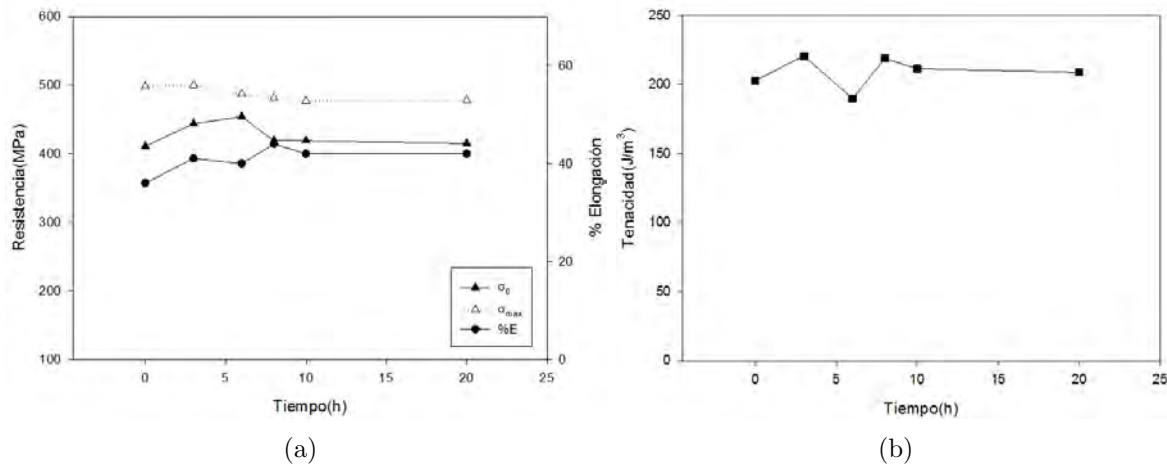 600
500
400
300
200
100
Resistencia(MPa)
60
40
20
0
% Elongación
σ₀
σmax
%E
0 5 10 15 20 25
Tiempo(h)
(a)
250
200
150
100
50
0
Tenacidad(J/m³)
0 5 10 15 20 25
Tiempo(h)
(b)